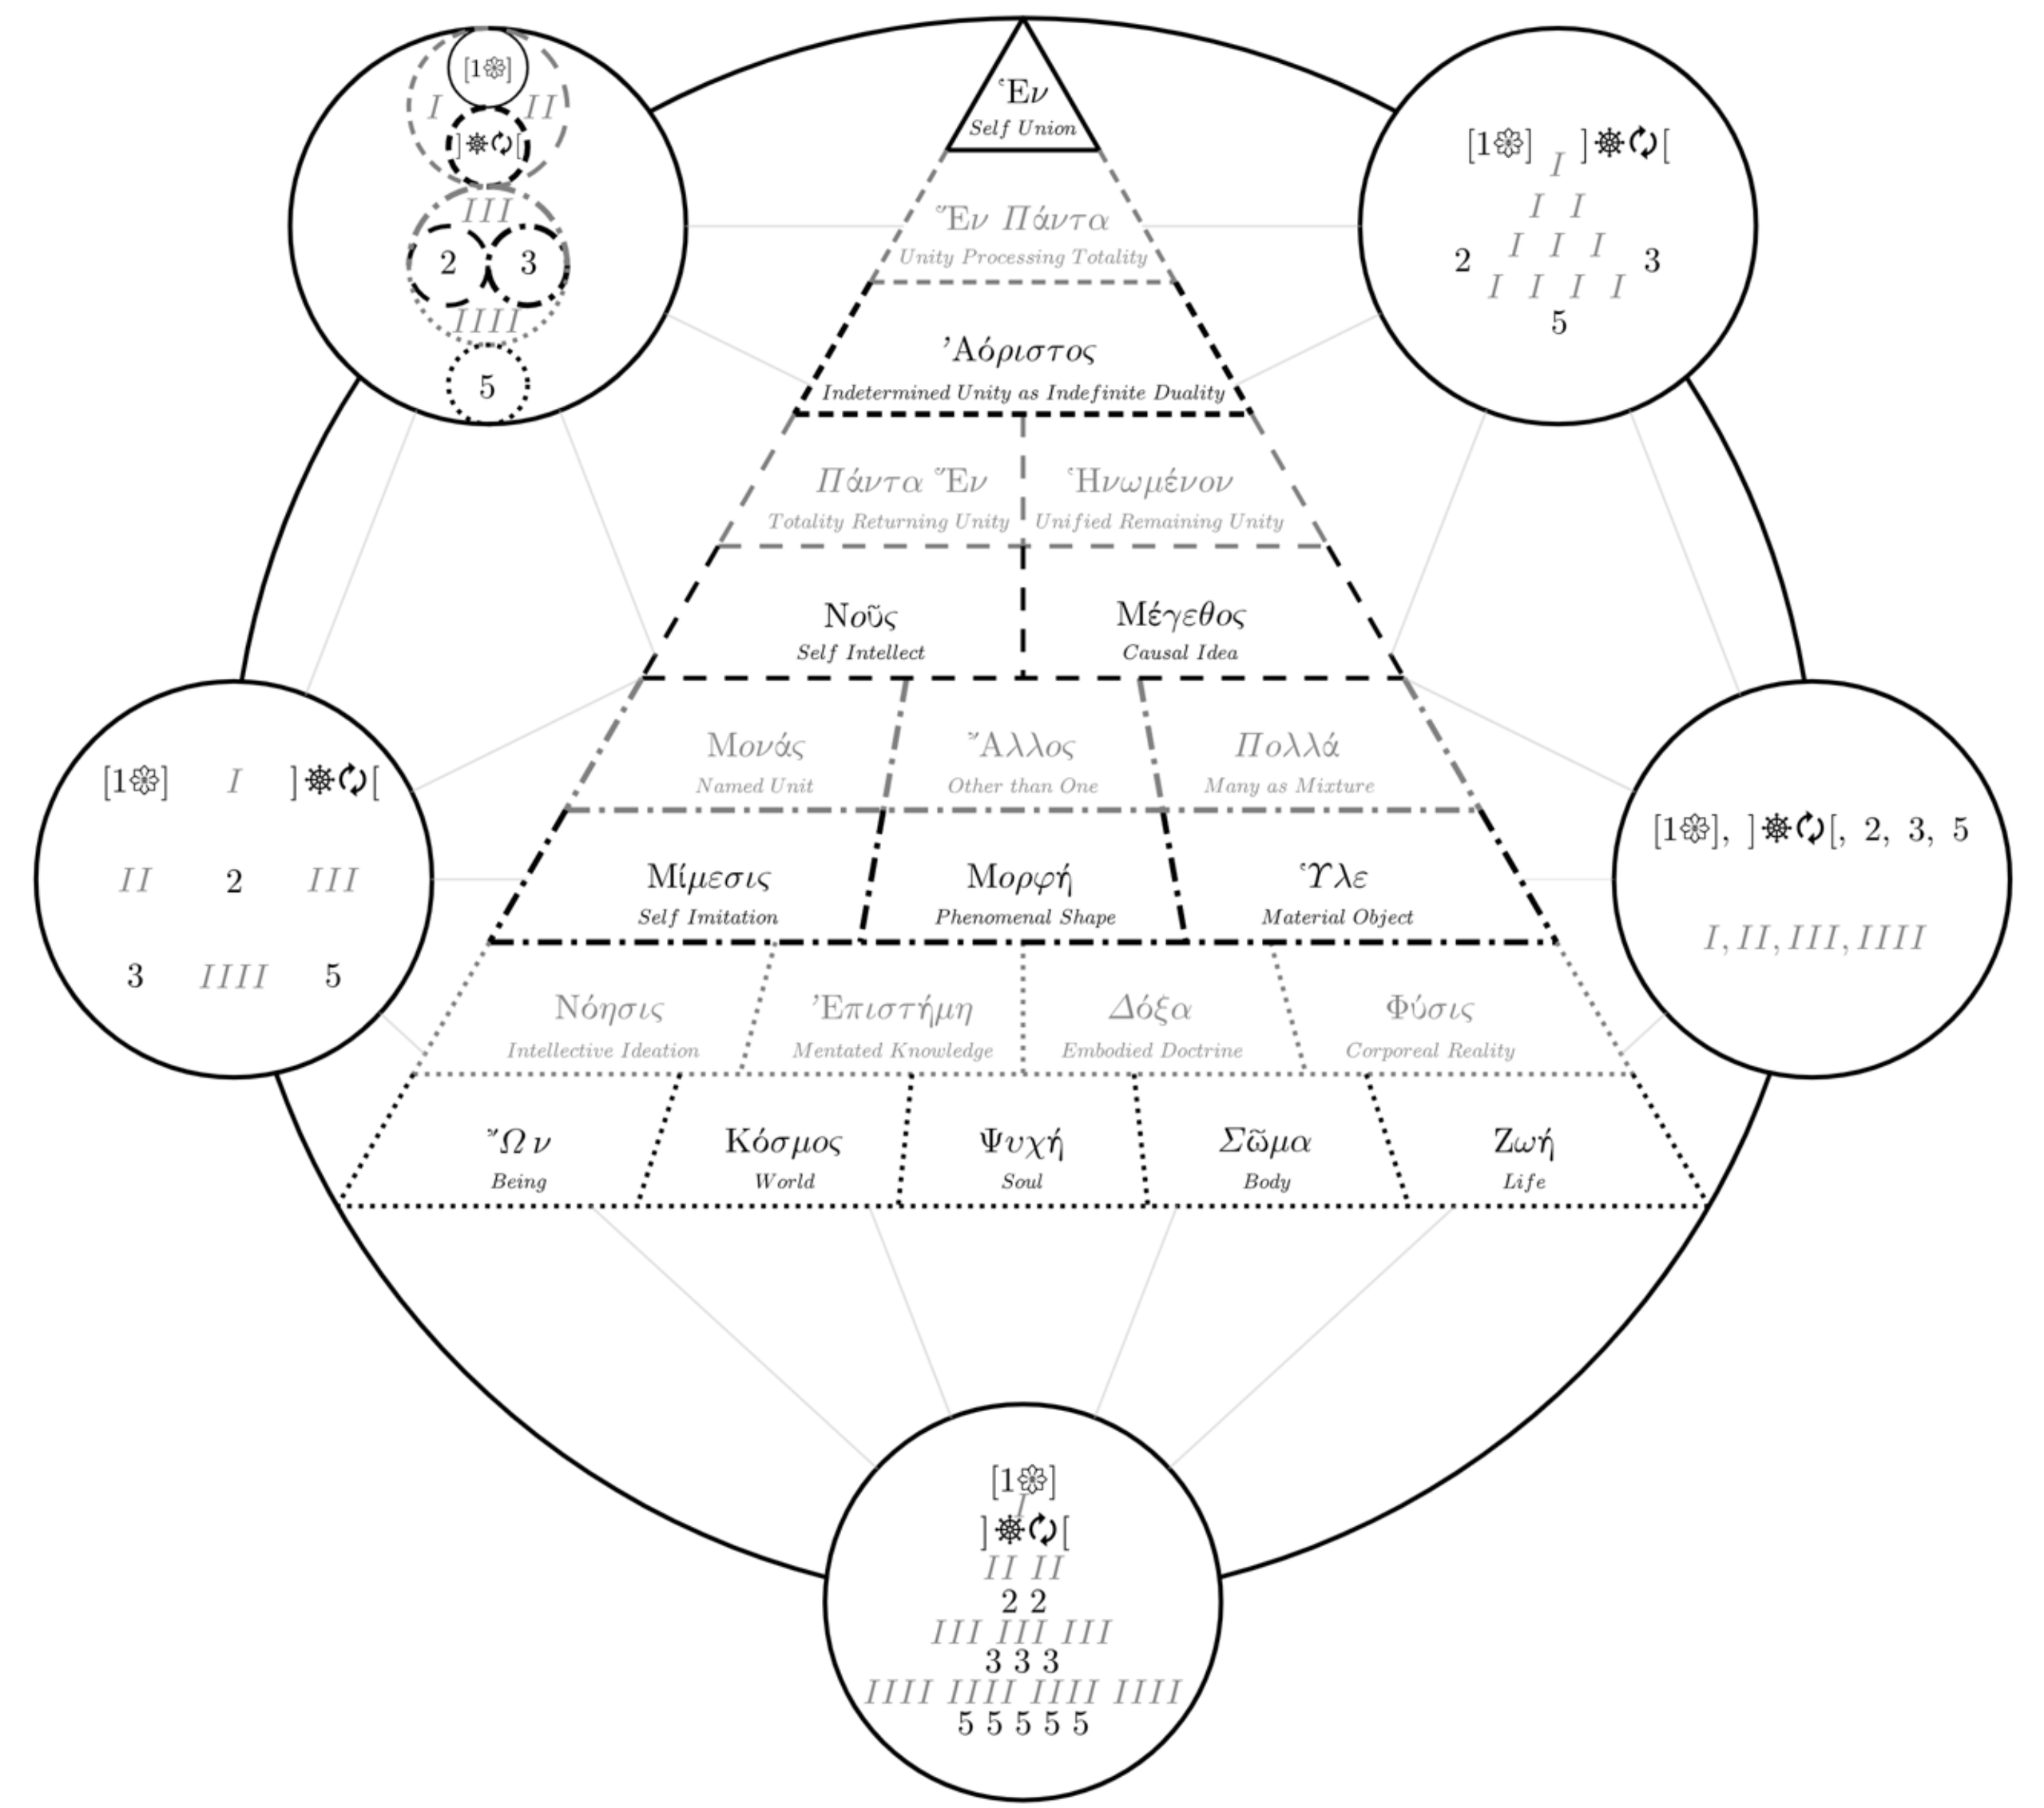 Ἑν
Self Union
Ἓν Πάντα
Unity Processing Totality
Ἀόριστος
Indetermined Unity as Indefinite Duality
Πάντα Ἓν Ἡνωμένον
Totality Returning Unity Unified Remaining Unity
Νοῦς Μέγεθος
Self Intellect Causal Idea
Μονάς Ἄλλος Πολλά
Named Unit Other than One Many as Mixture
Μίμεσις Μορφή Ὑλε
Self Imitation Phenomenal Shape Material Object
Νόησις Ἐπιστήμη Δόξα Φύσις
Intellective Ideation Mentated Knowledge Embodied Doctrine Corporeal Reality
Ὤν Κόσμος Ψυχή Σῶμα Ζωή
Being World Soul Body Life
[1❁]
I II
]⎈🗘[
III
2 3
IIII
5
[1❁] ]⎈🗘[
I
I I
I I I
2 3
I I I I
5
[1❁] I ]⎈🗘[
II 2 III
3 IIII 5
[1❁], ]⎈🗘[, 2, 3, 5
I, II, III, IIII
[1❁]
I
]⎈🗘[
II II
2 2
III III III
3 3 3
IIII IIII IIII IIII
5 5 5 5 5